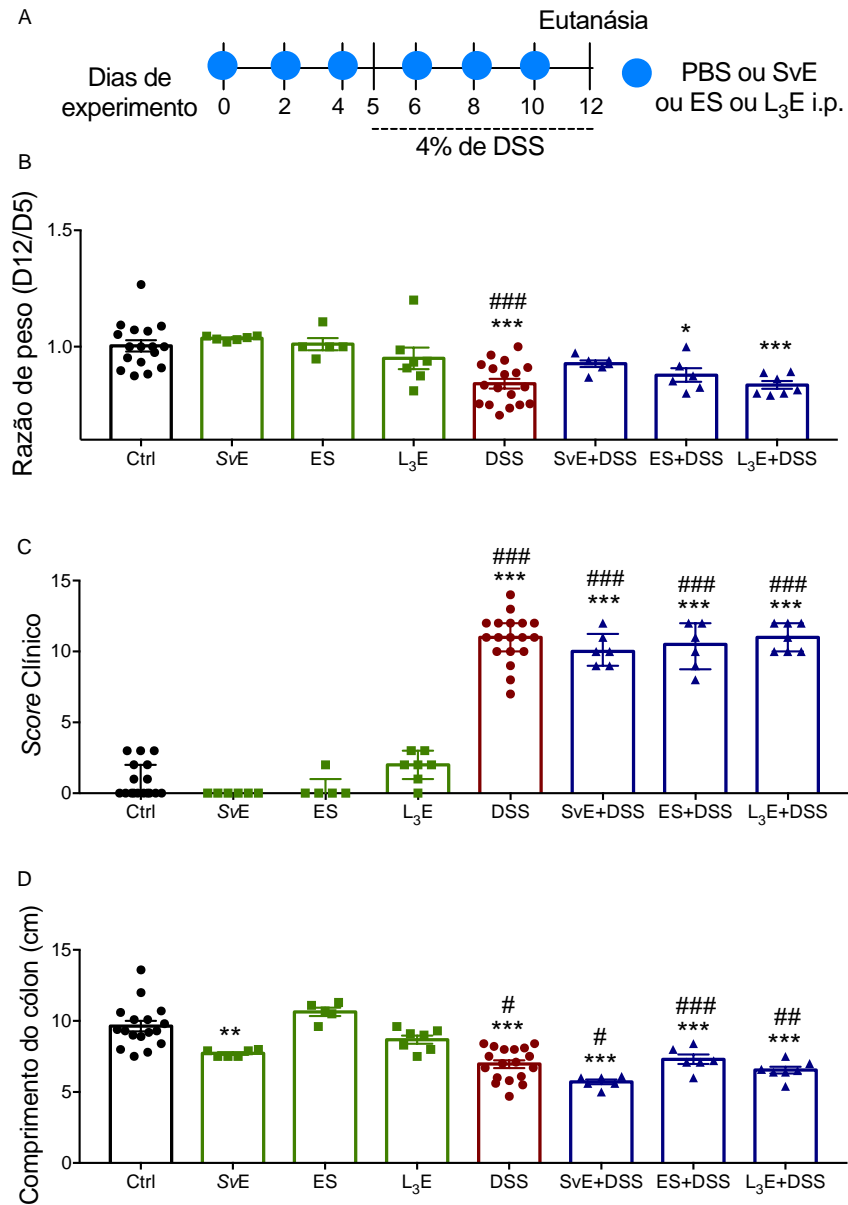 A
Eutanásia
Dias de
experimento
0 2 4 5 6 8 10 12
PBS ou SvE
ou ES ou L₃E i.p.
4% de DSS
B
Razão de peso (D12/D5)
1.5
1.0
###
***
*
***
Ctrl SvE ES L₃E DSS SvE+DSS ES+DSS L₃E+DSS
C
Score Clínico
15
10
5
0
### ### ### ###
*** *** *** ***
Ctrl SvE ES L₃E DSS SvE+DSS ES+DSS L₃E+DSS
D
Comprimento do cólon (cm)
15
10
5
0
**
# # ### ##
*** *** *** ***
Ctrl SvE ES L₃E DSS SvE+DSS ES+DSS L₃E+DSS